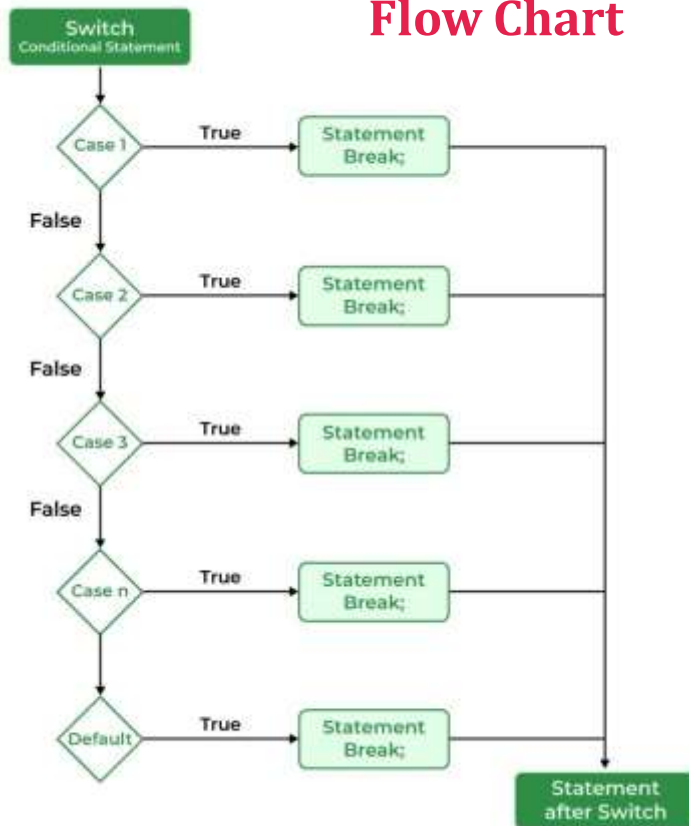 Flow Chart
Switch
Conditional Statement
Case 1
True
Statement
Break;
False
Case 2
True
Statement
Break;
False
Case 3
True
Statement
Break;
False
Case n
True
Statement
Break;
Default
True
Statement
Break;
Statement
after Switch